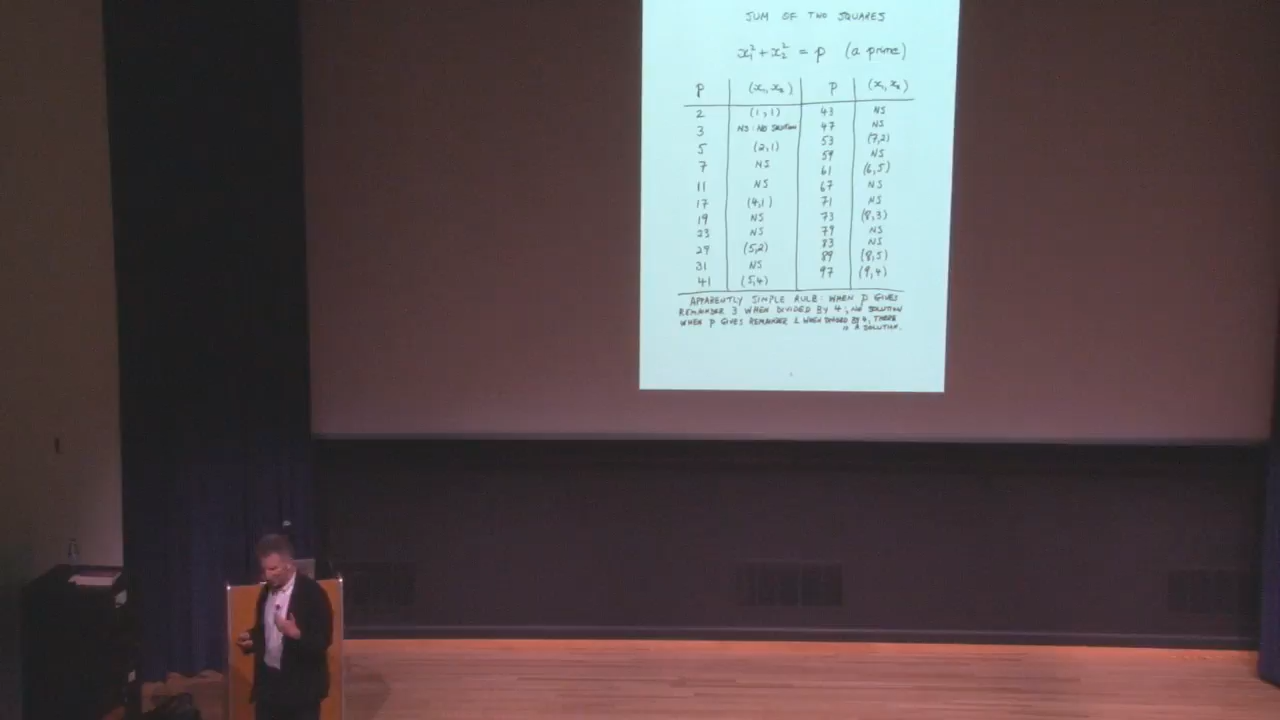 SUM OF TWO SQUARES
x₁² + x₂² = p (a prime)
p (x₁, x₂) p (x₁, x₂)
2 (1,1) 43 NS
3 NS: NO SOLUTION 47 NS
5 (2,1) 53 (7,2)
7 NS 59 NS
11 NS 61 (6,5)
17 (4,1) 67 NS
19 NS 71 NS
23 NS 73 (8,3)
29 (5,2) 79 NS
31 NS 83 NS
41 (5,4) 89 (8,5)
97 (9,4)
APPARENTLY SIMPLE RULE: WHEN p GIVES
REMAINDER 3 WHEN DIVIDED BY 4, NO SOLUTION
WHEN p GIVES REMAINDER 1 WHEN DIVIDED BY 4, THERE
IS A SOLUTION.